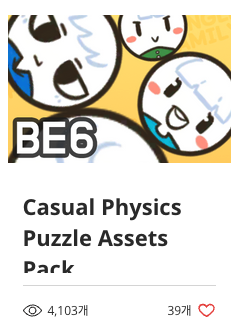 BE6
Casual Physics
Puzzle Assets
Pack
4,103개
39개